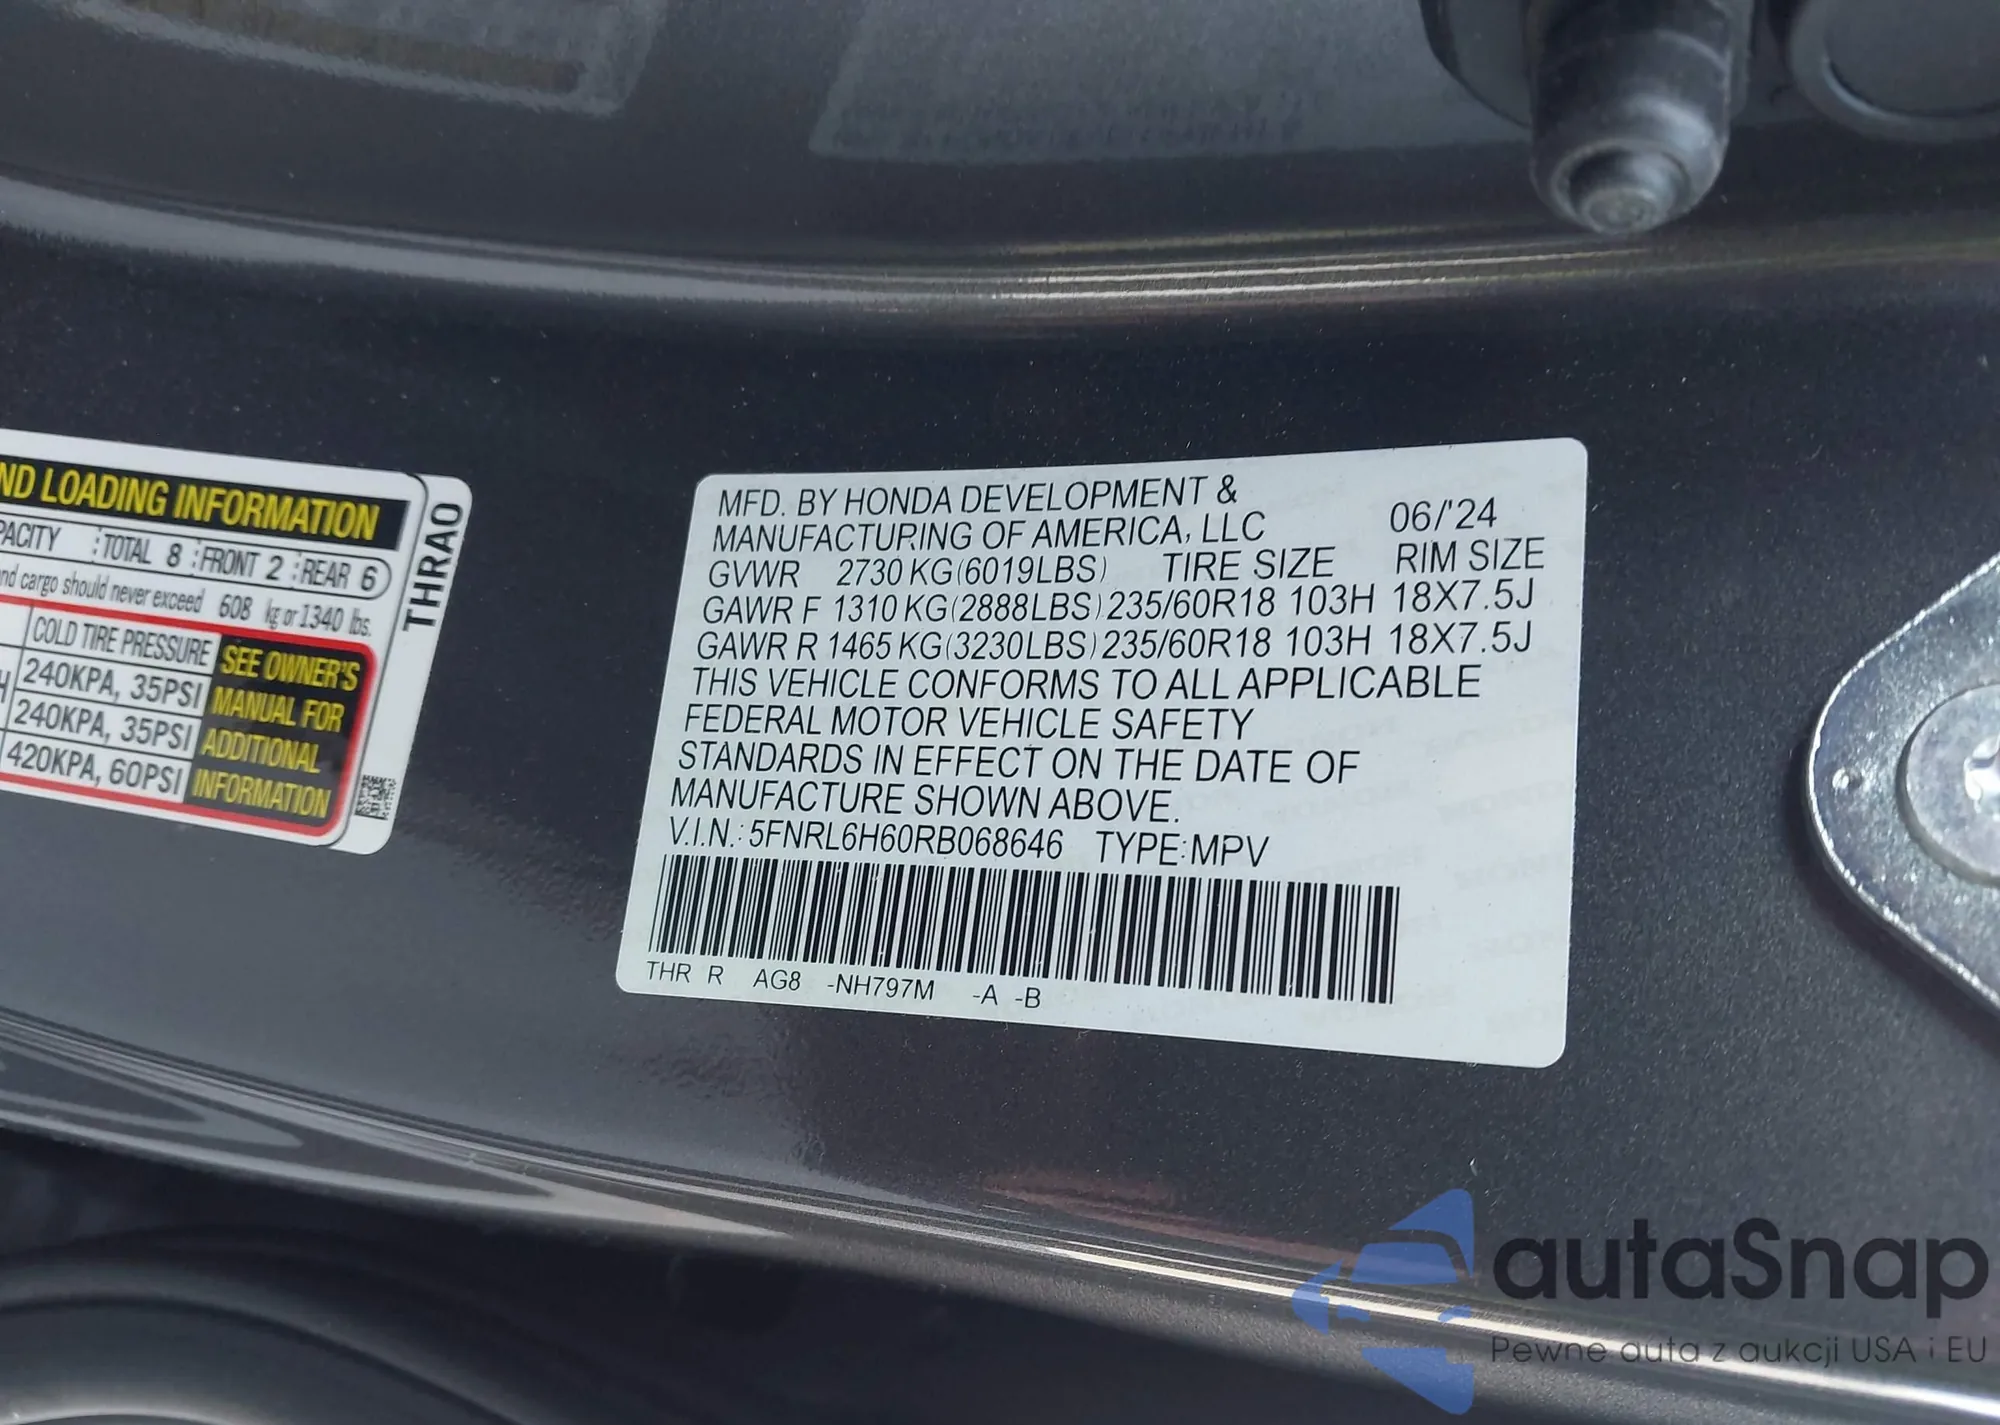 ND LOADING INFORMATION
PACITY : TOTAL 8 : FRONT 2 : REAR 6
nd cargo should never exceed 608 kg or 1340 lbs.
COLD TIRE PRESSURE
240KPA, 35PSI
240KPA, 35PSI
420KPA, 60PSI
SEE OWNER'S
MANUAL FOR
ADDITIONAL
INFORMATION
THRAO
MFD. BY HONDA DEVELOPMENT &
MANUFACTURING OF AMERICA, LLC 06/'24
GVWR 2730 KG(6019LBS) TIRE SIZE RIM SIZE
GAWR F 1310 KG(2888LBS) 235/60R18 103H 18X7.5J
GAWR R 1465 KG(3230LBS) 235/60R18 103H 18X7.5J
THIS VEHICLE CONFORMS TO ALL APPLICABLE
FEDERAL MOTOR VEHICLE SAFETY
STANDARDS IN EFFECT ON THE DATE OF
MANUFACTURE SHOWN ABOVE.
V.I.N.: 5FNRL6H60RB068646 TYPE:MPV
THR R AG8 -NH797M -A -B
autaSnap
Pewne auta z aukcji USA i EU